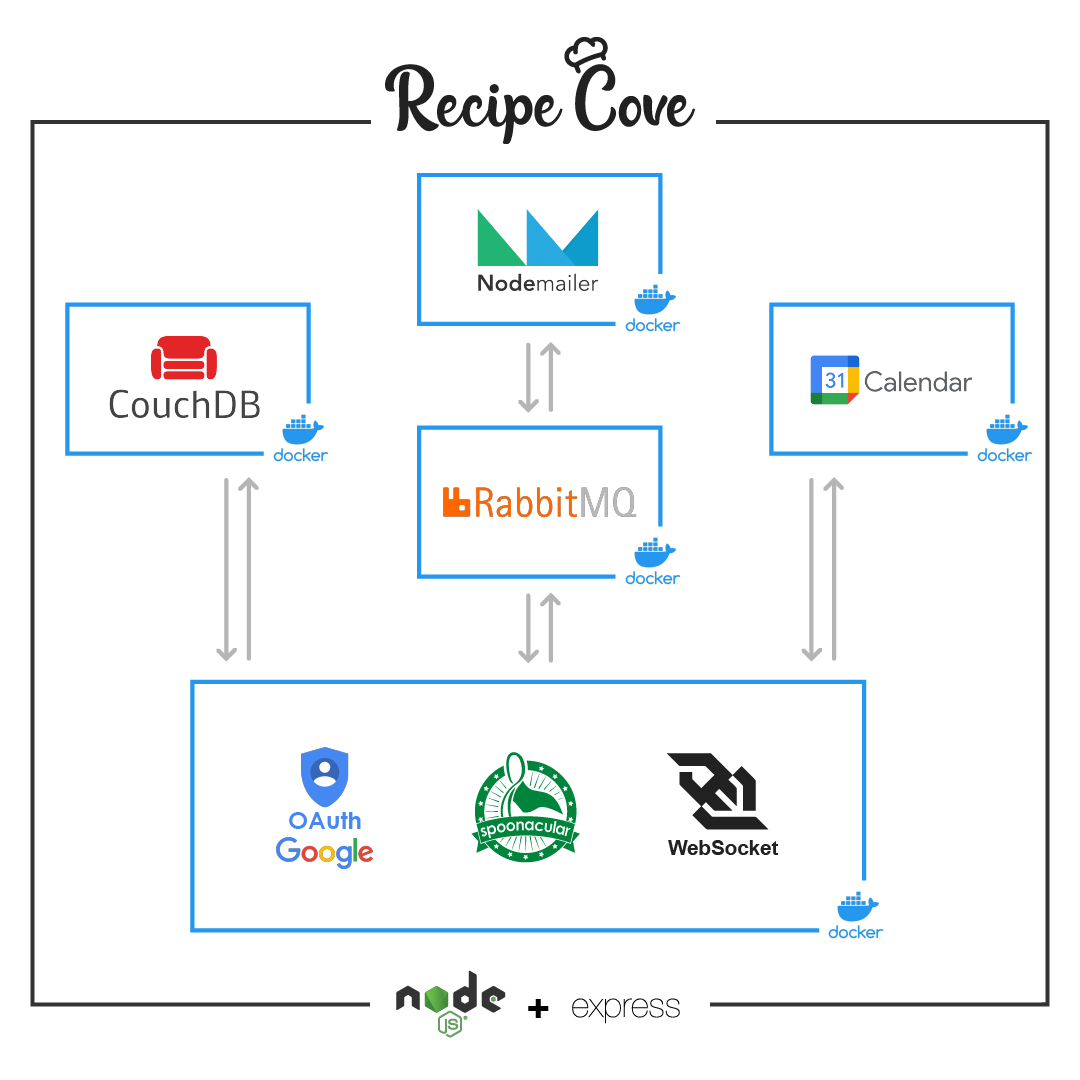 Recipe Cove
Nodemailer
docker
CouchDB
docker
31 Calendar
docker
RabbitMQ
docker
OAuth
Google
spoonacular
WebSocket
docker
node
JS
+ express